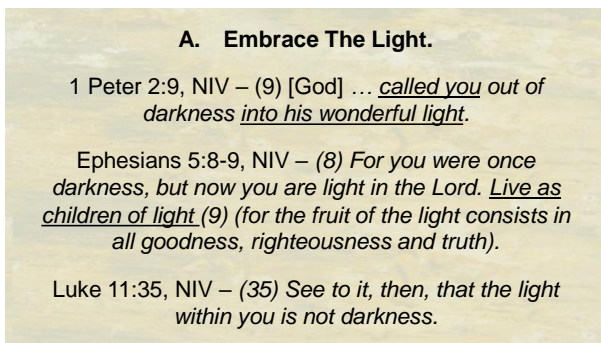 A. Embrace The Light.
1 Peter 2:9, NIV – (9) [God] … called you out of
darkness into his wonderful light.
Ephesians 5:8-9, NIV – (8) For you were once
darkness, but now you are light in the Lord. Live as
children of light (9) (for the fruit of the light consists in
all goodness, righteousness and truth).
Luke 11:35, NIV – (35) See to it, then, that the light
within you is not darkness.